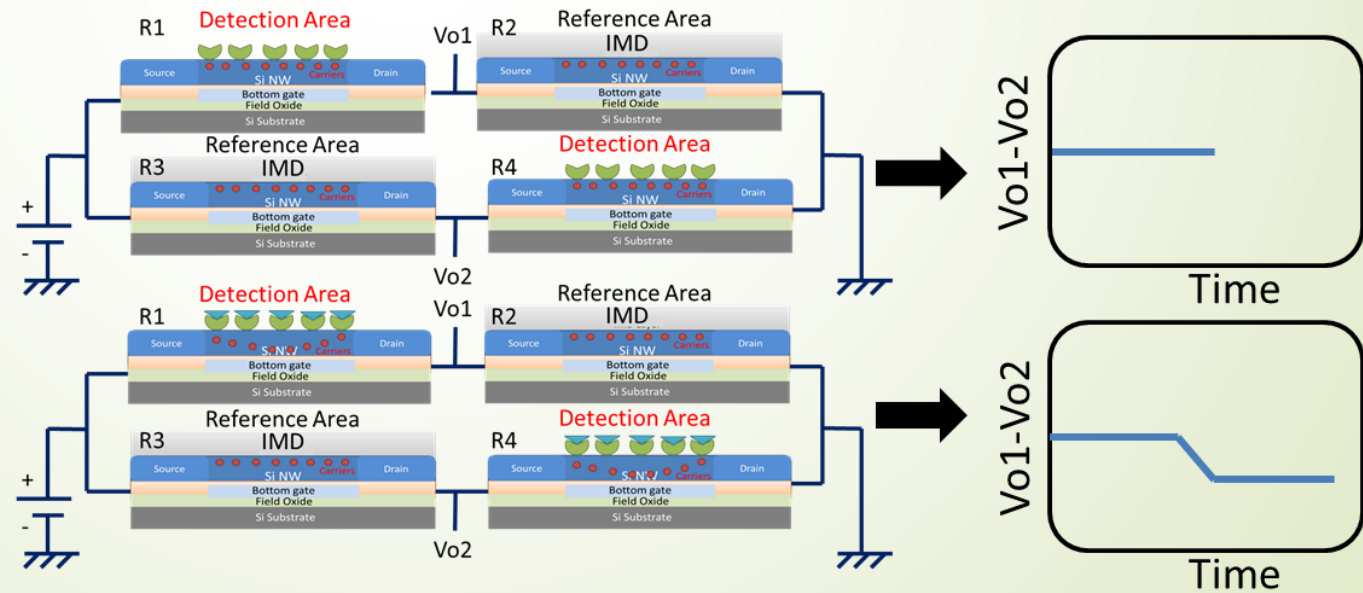 Detection Area
Reference Area
R1
Vo1
R2
IMD
Source
Si NW
Carriers
Drain
Source
Si NW
Carriers
Drain
Bottom gate
Field Oxide
Si Substrate
Bottom gate
Field Oxide
Si Substrate
Reference Area
Detection Area
R3
IMD
R4
Source
Si NW
Carriers
Drain
Source
Si NW
Carriers
Drain
Bottom gate
Field Oxide
Si Substrate
Bottom gate
Field Oxide
Si Substrate
+
-
Vo2
Vo1-Vo2
Time
Detection Area
Reference Area
R1
Vo1
R2
IMD
Source
Si NW
Carriers
Drain
Source
Si NW
Carriers
Drain
Bottom gate
Field Oxide
Si Substrate
Bottom gate
Field Oxide
Si Substrate
Reference Area
Detection Area
R3
IMD
R4
Source
Si NW
Carriers
Drain
Source
Si NW
Carriers
Drain
Bottom gate
Field Oxide
Si Substrate
Bottom gate
Field Oxide
Si Substrate
+
-
Vo2
Vo1-Vo2
Time